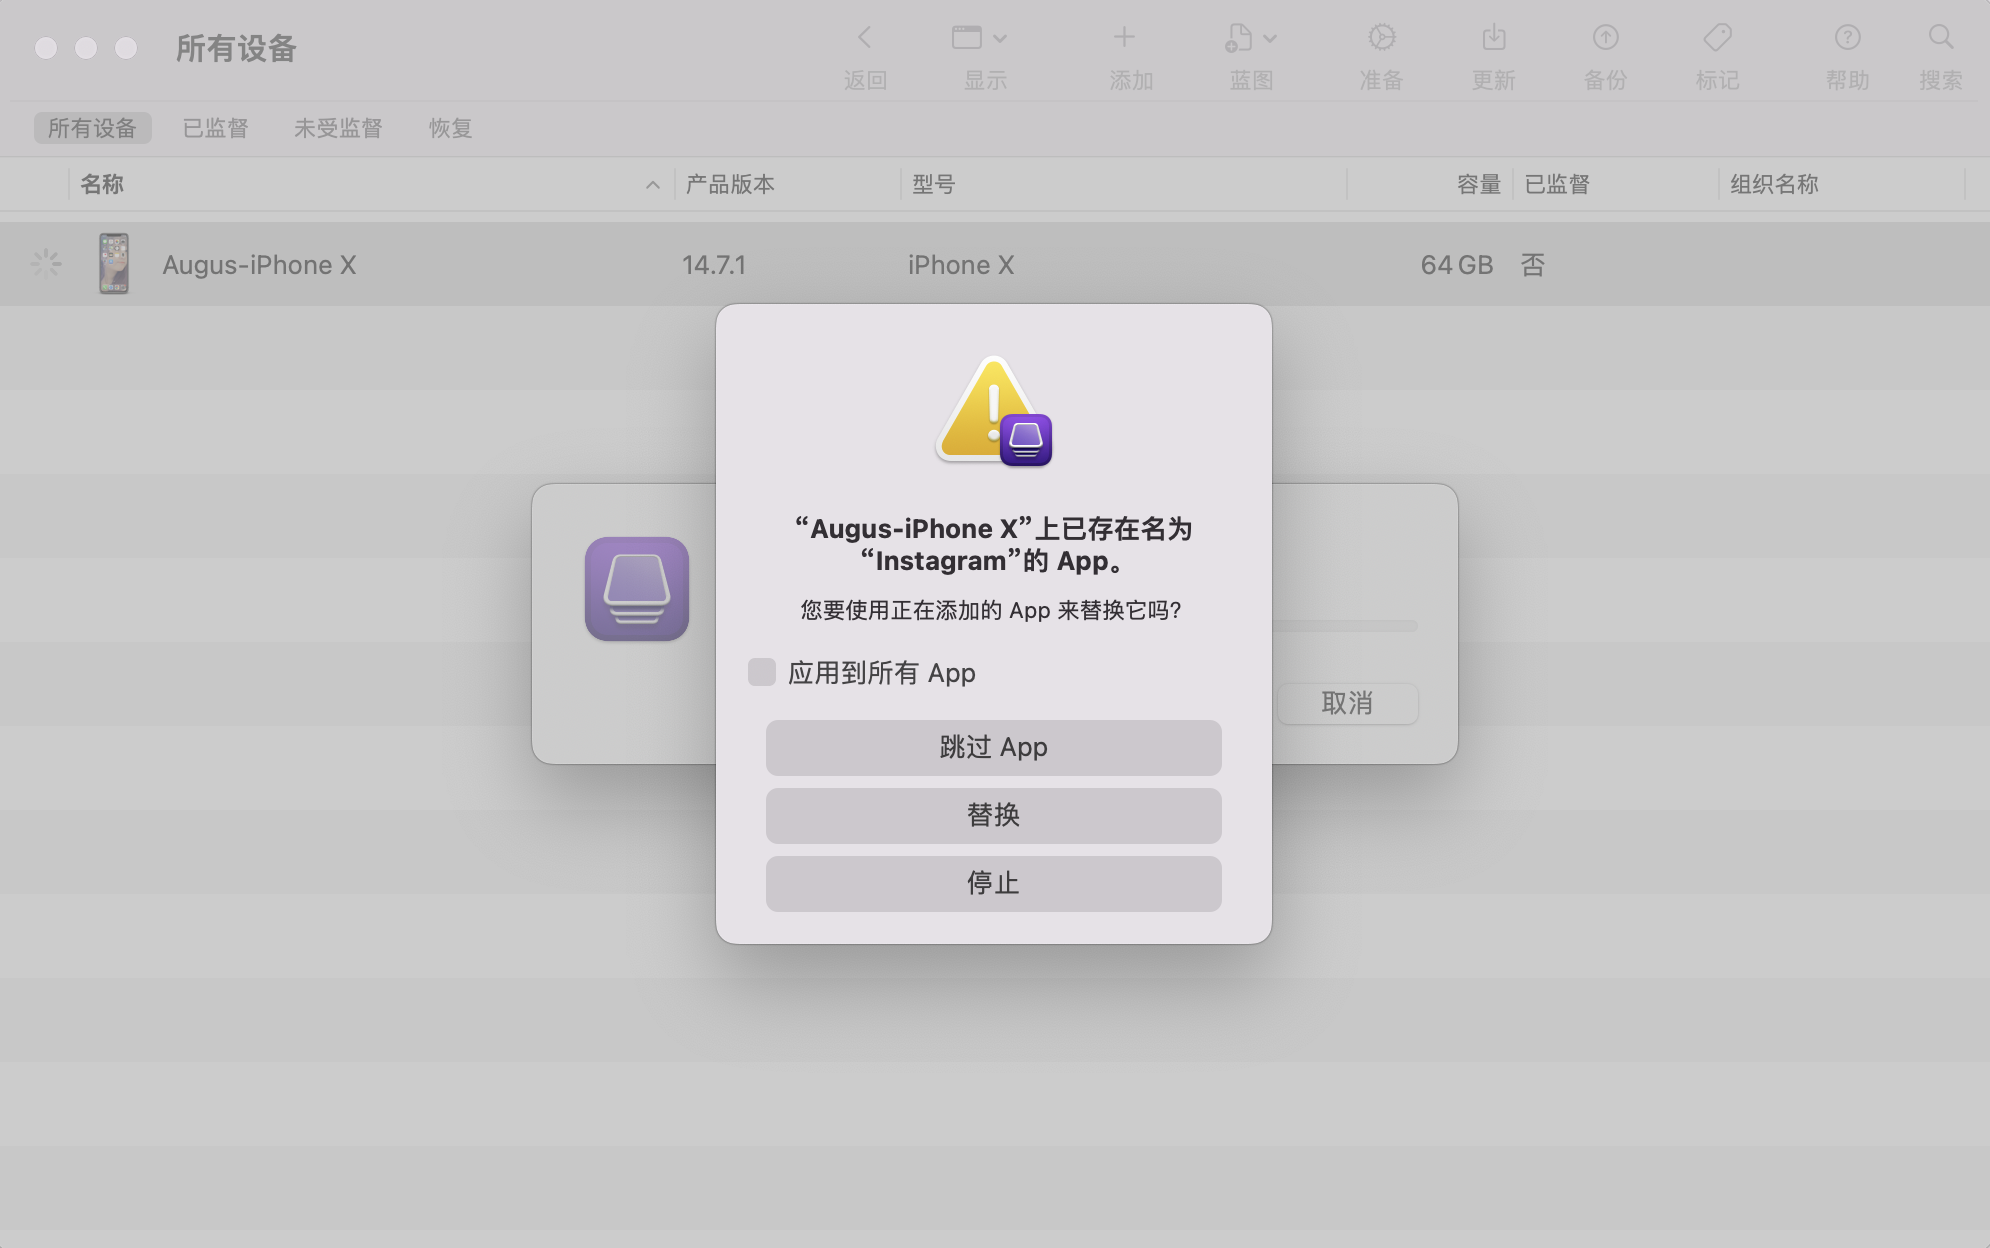 所有设备
返回
显示
添加
蓝图
准备
更新
备份
标记
帮助
搜索
所有设备
已监督
未受监督
恢复
名称
产品版本
型号
容量
已监督
组织名称
Augus-iPhone X
14.7.1
iPhone X
64 GB
否
“Augus-iPhone X”上已存在名为
“Instagram”的 App。
您要使用正在添加的 App 来替换它吗?
应用到所有 App
取消
跳过 App
替换
停止